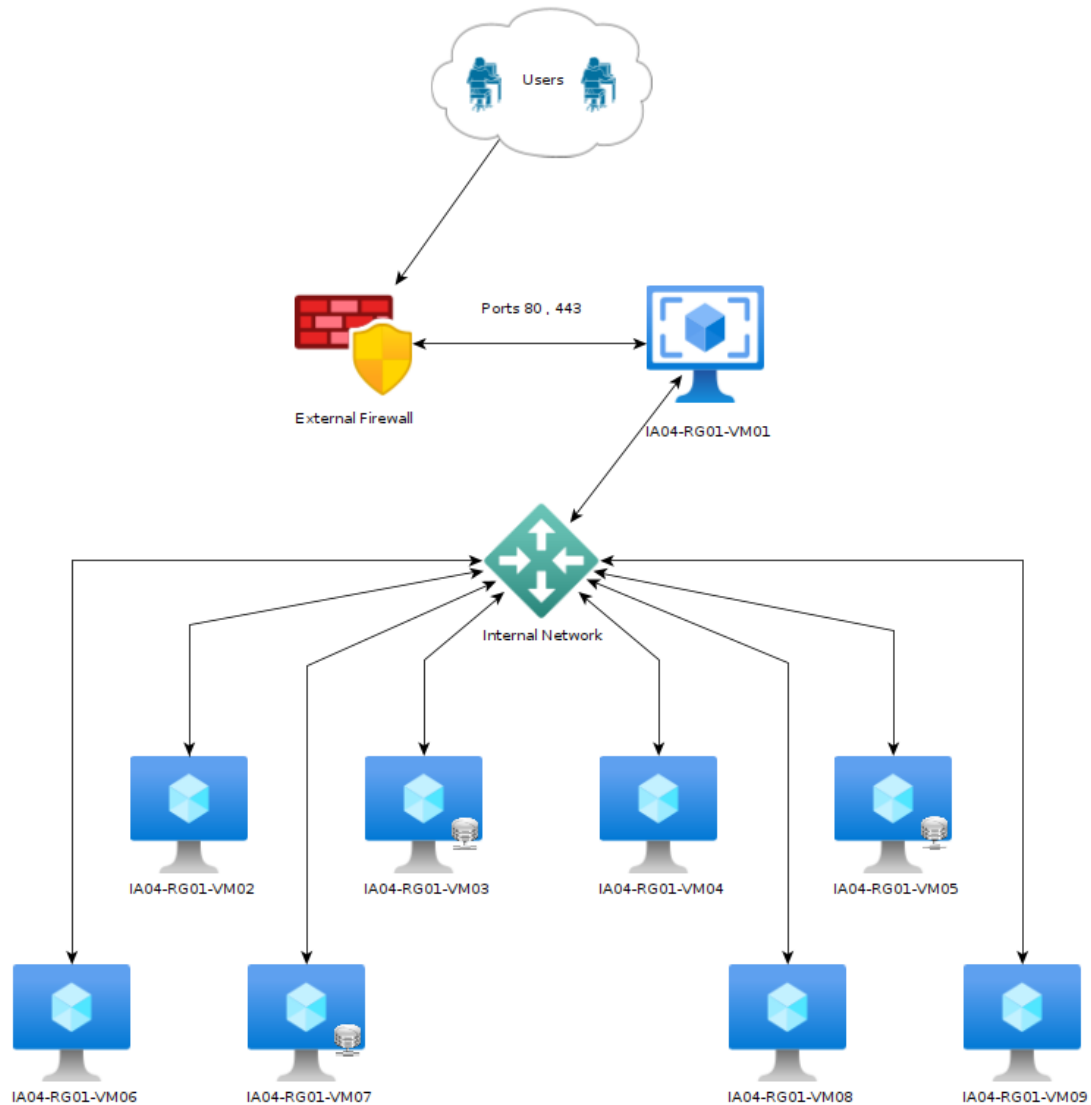 Users
Ports 80 , 443
External Firewall
IA04-RG01-VM01
Internal Network
IA04-RG01-VM02
IA04-RG01-VM03
IA04-RG01-VM04
IA04-RG01-VM05
IA04-RG01-VM06
IA04-RG01-VM07
IA04-RG01-VM08
IA04-RG01-VM09